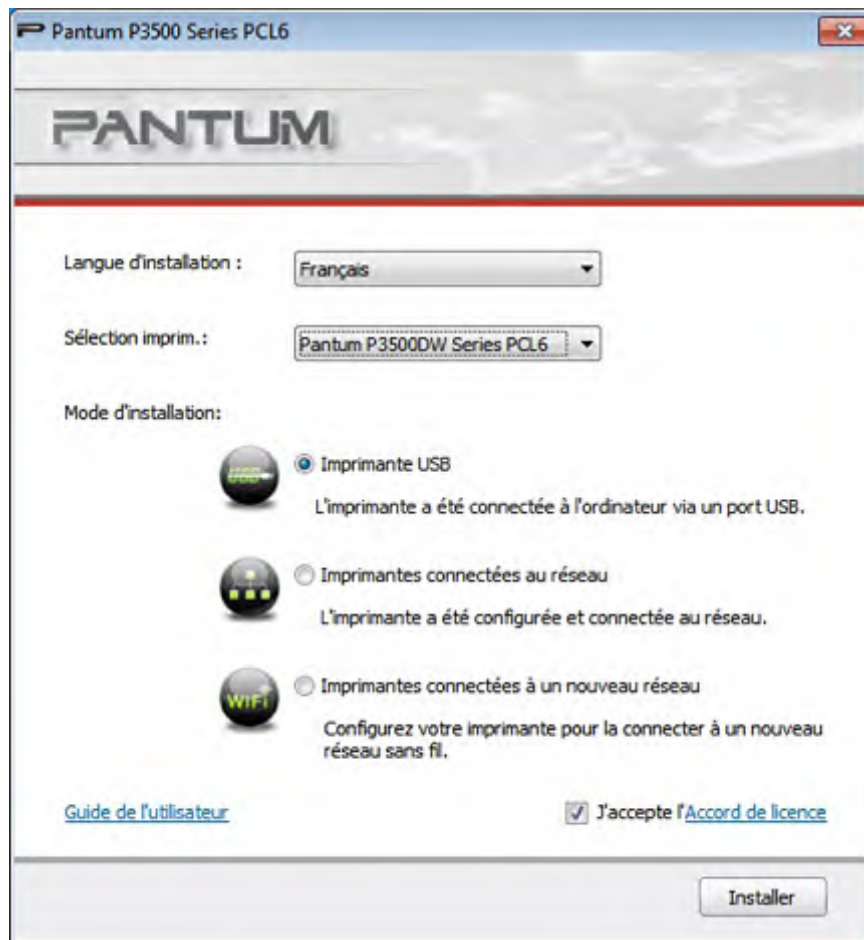 Pantum P3500 Series PCL6
PANTUM
Langue d'installation :
Français
Sélection imprim.:
Pantum P3500DW Series PCL6
Mode d'installation:
USB
Imprimante USB
L'imprimante a été connectée à l'ordinateur via un port USB.
Imprimantes connectées au réseau
L'imprimante a été configurée et connectée au réseau.
WiFi
Imprimantes connectées à un nouveau réseau
Configurez votre imprimante pour la connecter à un nouveau
réseau sans fil.
Guide de l'utilisateur
J'accepte l'Accord de licence
Installer